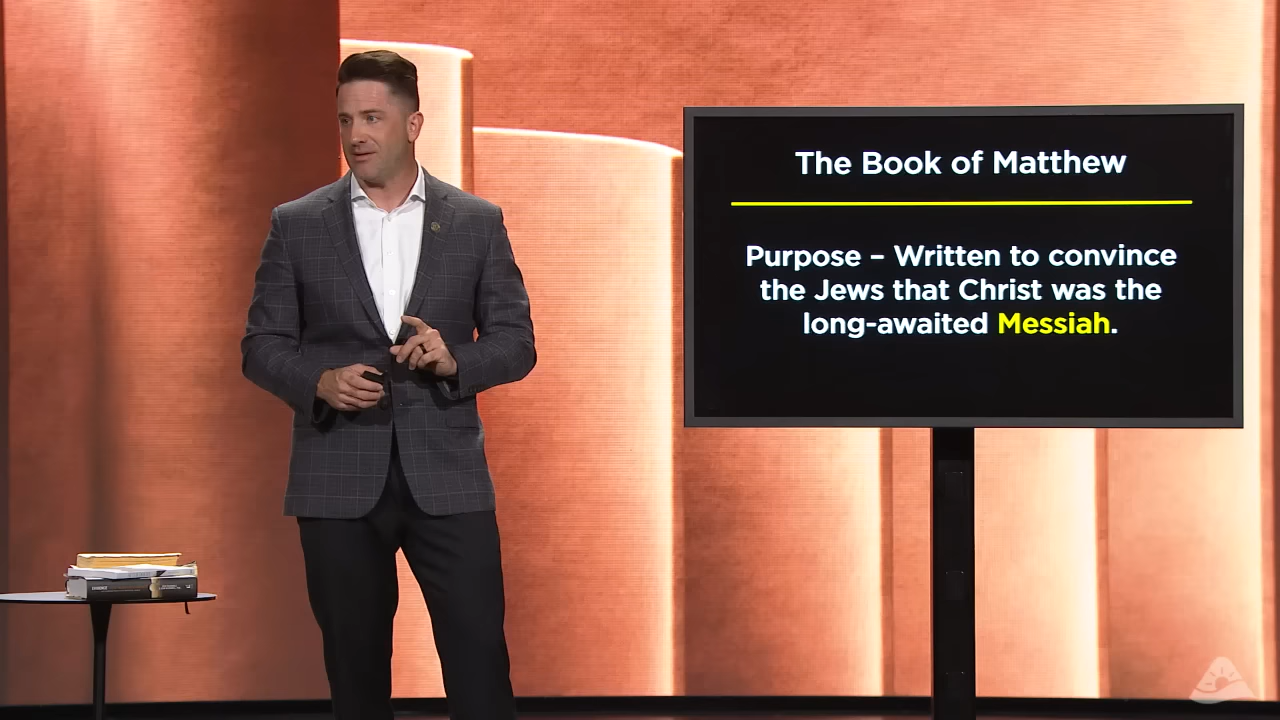 The Book of Matthew
Purpose – Written to convince
the Jews that Christ was the
long-awaited Messiah.